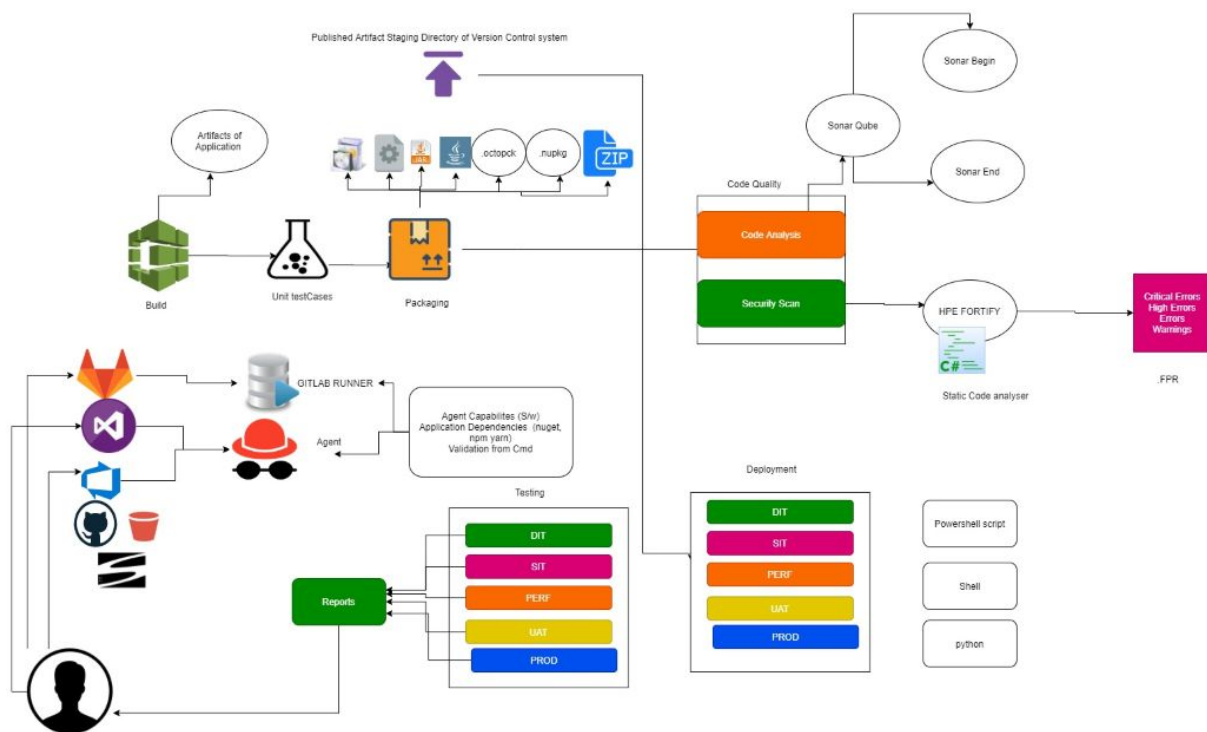 Published Artifact Staging Directory of Version Control system
Sonar Begin
Artifacts of
Application
JAR
.octopck
.nupkg
ZIP
Sonar Qube
Sonar End
Code Quality
Code Analysis
Build
Unit testCases
Packaging
Security Scan
HPE FORTIFY
C#
Static Code analyser
Critical Errors
High Errors
Errors
Warnings
.FPR
GITLAB RUNNER
Agent
Agent Capabilites (S/w)
Application Dependencies (nuget,
npm yarn)
Validation from Cmd
Testing
DIT
SIT
PERF
UAT
PROD
Reports
Deployment
DIT
SIT
PERF
UAT
PROD
Powershell script
Shell
python